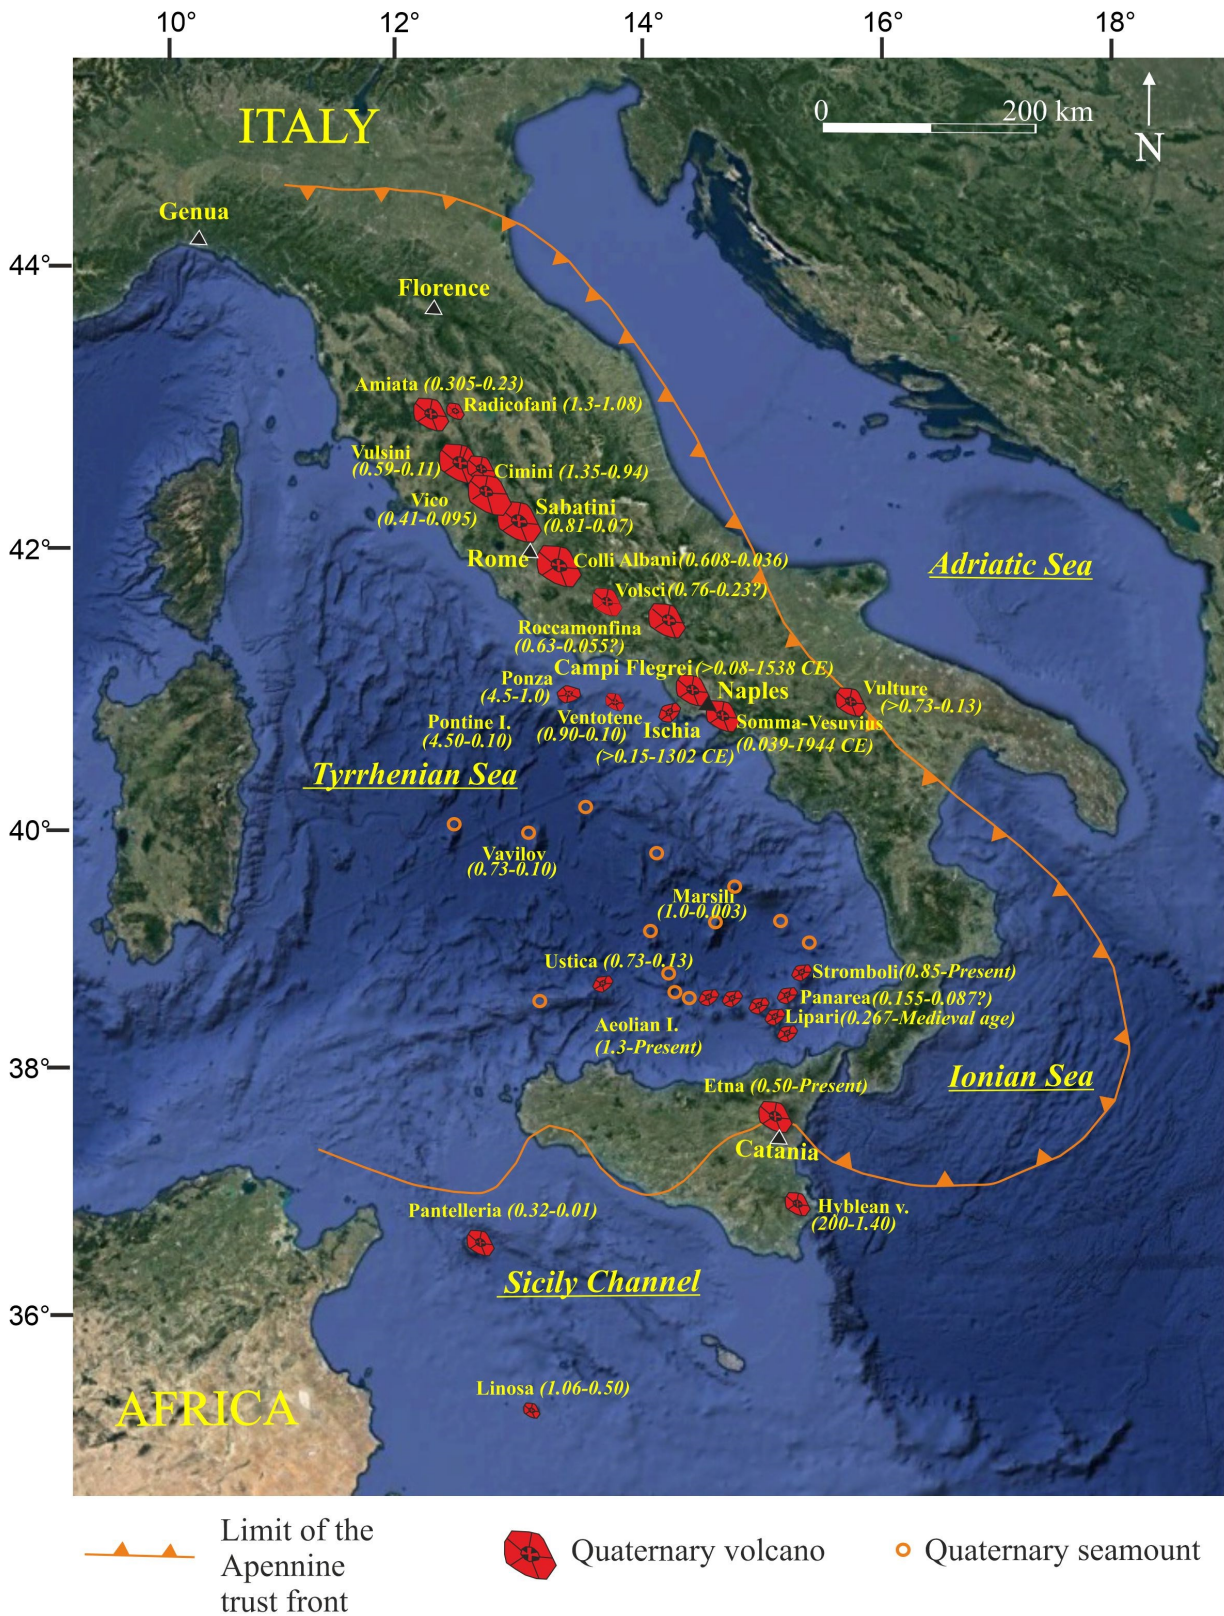 10°
12°
14°
16°
18°
ITALY
0
200 km
N
Genua
44°
Florence
Amiata (0.305-0.23)
Radicofani (1.3-1.08)
Vulsini
(0.59-0.11)
Cimini (1.35-0.94)
Vico
(0.41-0.095)
Sabatini
(0.81-0.07)
42°
Rome
Colli Albani(0.608-0.036)
Adriatic Sea
Volsci(0.76-0.23?)
Roccamonfina
(0.63-0.055?)
Campi Flegrei(>0.08-1538 CE)
Ponza
(4.5-1.0)
Naples
Vulture
(>0.73-0.13)
Pontine I.
(4.50-0.10)
Ventotene
(0.90-0.10)
Ischia
(>0.15-1302 CE)
Somma-Vesuvius
(0.039-1944 CE)
Tyrrhenian Sea
40°
Vavilov
(0.73-0.10)
Marsili
(1.0-0.003)
Ustica (0.73-0.13)
Stromboli(0.85-Present)
Panarea(0.155-0.087?)
Lipari(0.267-Medieval age)
Aeolian I.
(1.3-Present)
38°
Etna (0.50-Present)
Ionian Sea
Catania
Pantelleria (0.32-0.01)
Hyblean v.
(200-1.40)
Sicily Channel
36°
Linosa (1.06-0.50)
AFRICA
Limit of the
Apennine
trust front
Quaternary volcano
Quaternary seamount